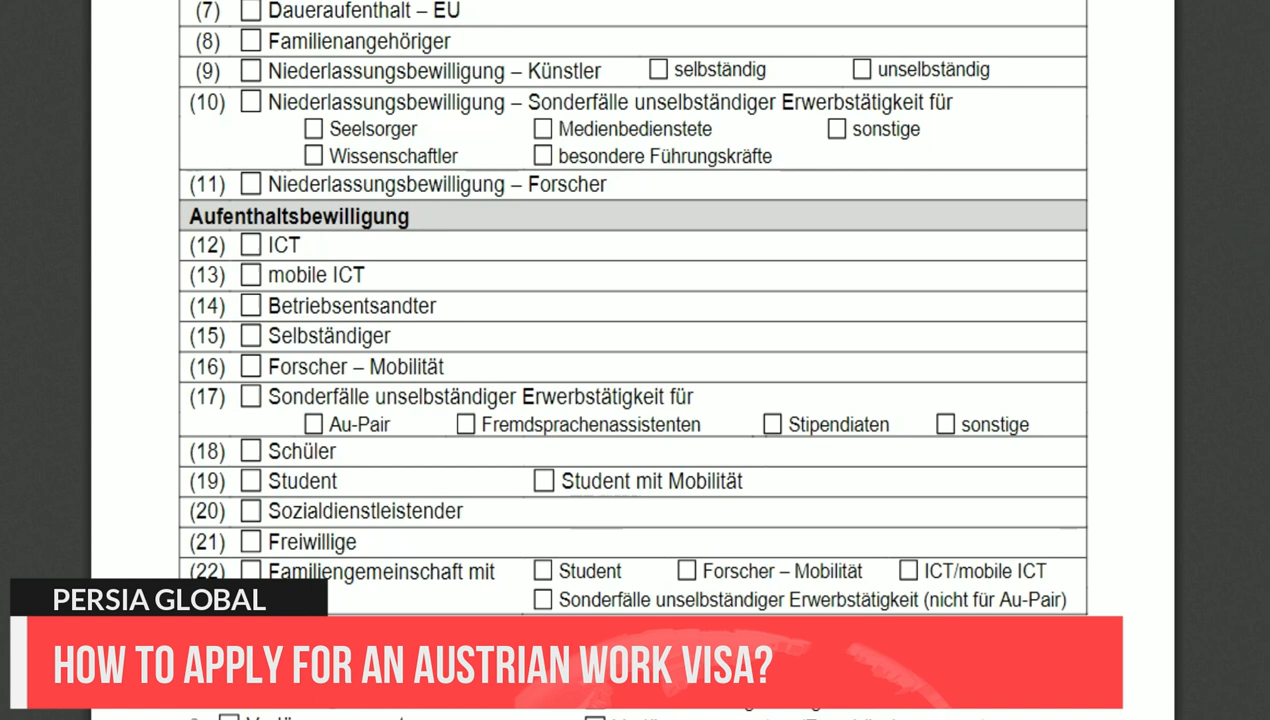 (7) Daueraufenthalt – EU
(8) Familienangehöriger
(9) Niederlassungsbewilligung – Künstler selbständig unselbständig
(10) Niederlassungsbewilligung – Sonderfälle unselbständiger Erwerbstätigkeit für
Seelsorger Medienbedienstete sonstige
Wissenschaftler besondere Führungskräfte
(11) Niederlassungsbewilligung – Forscher
Aufenthaltsbewilligung
(12) ICT
(13) mobile ICT
(14) Betriebsentsandter
(15) Selbständiger
(16) Forscher – Mobilität
(17) Sonderfälle unselbständiger Erwerbstätigkeit für
Au-Pair Fremdsprachenassistenten Stipendiaten sonstige
(18) Schüler
(19) Student Student mit Mobilität
(20) Sozialdienstleistender
(21) Freiwillige
(22 Familiengemeinschaft mit Student Forscher – Mobilität ICT/mobile ICT
Sonderfälle unselbständiger Erwerbstätigkeit (nicht für Au-Pair)
PERSIA GLOBAL
HOW TO APPLY FOR AN AUSTRIAN WORK VISA?